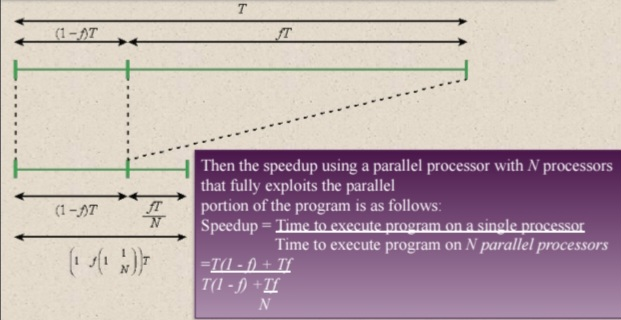 T
(1 – f)T
fT
(1 – f)T
fT
N
(1 f(1 1
N))T
Then the speedup using a parallel processor with N processors
that fully exploits the parallel
portion of the program is as follows:
Speedup = Time to execute program on a single processor
Time to execute program on N parallel processors
=T(1 - f) + Tf
T(1 - f) +Tf
N